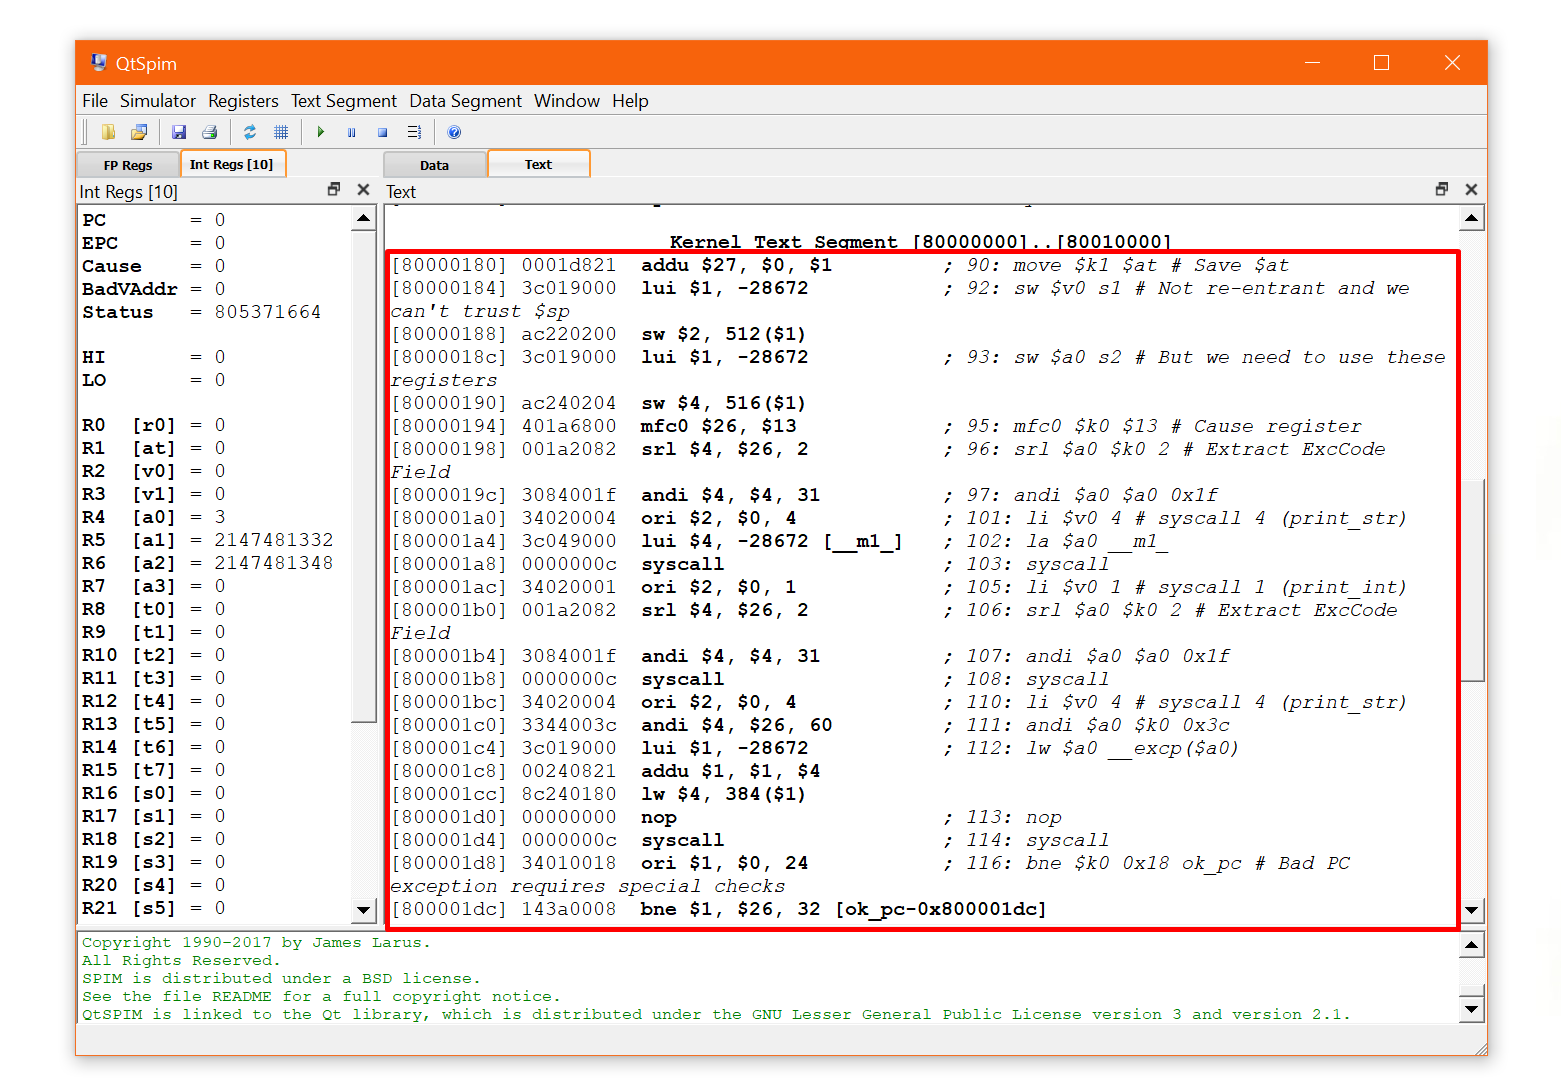 QtSpim
File Simulator Registers Text Segment Data Segment Window Help
FP Regs Int Regs [10] Data Text
Int Regs [10]
PC = 0
EPC = 0
Cause = 0
BadVAddr = 0
Status = 805371664
HI = 0
LO = 0
R0 [r0] = 0
R1 [at] = 0
R2 [v0] = 0
R3 [v1] = 0
R4 [a0] = 3
R5 [a1] = 2147481332
R6 [a2] = 2147481348
R7 [a3] = 0
R8 [t0] = 0
R9 [t1] = 0
R10 [t2] = 0
R11 [t3] = 0
R12 [t4] = 0
R13 [t5] = 0
R14 [t6] = 0
R15 [t7] = 0
R16 [s0] = 0
R17 [s1] = 0
R18 [s2] = 0
R19 [s3] = 0
R20 [s4] = 0
R21 [s5] = 0
Text
Kernel Text Segment [80000000]..[80010000]
[80000180] 0001d821 addu $27, $0, $1 ; 90: move $k1 $at # Save $at
[80000184] 3c019000 lui $1, -28672 ; 92: sw $v0 s1 # Not re-entrant and we
can't trust $sp
[80000188] ac220200 sw $2, 512($1)
[8000018c] 3c019000 lui $1, -28672 ; 93: sw $a0 s2 # But we need to use these
registers
[80000190] ac240204 sw $4, 516($1)
[80000194] 401a6800 mfc0 $26, $13 ; 95: mfc0 $k0 $13 # Cause register
[80000198] 001a2082 srl $4, $26, 2 ; 96: srl $a0 $k0 2 # Extract ExcCode
Field
[8000019c] 3084001f andi $4, $4, 31 ; 97: andi $a0 $a0 0x1f
[800001a0] 34020004 ori $2, $0, 4 ; 101: li $v0 4 # syscall 4 (print_str)
[800001a4] 3c049000 lui $4, -28672 [__m1_] ; 102: la $a0 __m1_
[800001a8] 0000000c syscall ; 103: syscall
[800001ac] 34020001 ori $2, $0, 1 ; 105: li $v0 1 # syscall 1 (print_int)
[800001b0] 001a2082 srl $4, $26, 2 ; 106: srl $a0 $k0 2 # Extract ExcCode
Field
[800001b4] 3084001f andi $4, $4, 31 ; 107: andi $a0 $a0 0x1f
[800001b8] 0000000c syscall ; 108: syscall
[800001bc] 34020004 ori $2, $0, 4 ; 110: li $v0 4 # syscall 4 (print_str)
[800001c0] 3344003c andi $4, $26, 60 ; 111: andi $a0 $k0 0x3c
[800001c4] 3c019000 lui $1, -28672 ; 112: lw $a0 __excp($a0)
[800001c8] 00240821 addu $1, $1, $4
[800001cc] 8c240180 lw $4, 384($1)
[800001d0] 00000000 nop ; 113: nop
[800001d4] 0000000c syscall ; 114: syscall
[800001d8] 34010018 ori $1, $0, 24 ; 116: bne $k0 0x18 ok_pc # Bad PC
exception requires special checks
[800001dc] 143a0008 bne $1, $26, 32 [ok_pc-0x800001dc]
Copyright 1990-2017 by James Larus.
All Rights Reserved.
SPIM is distributed under a BSD license.
See the file README for a full copyright notice.
QtSPIM is linked to the Qt library, which is distributed under the GNU Lesser General Public License version 3 and version 2.1.